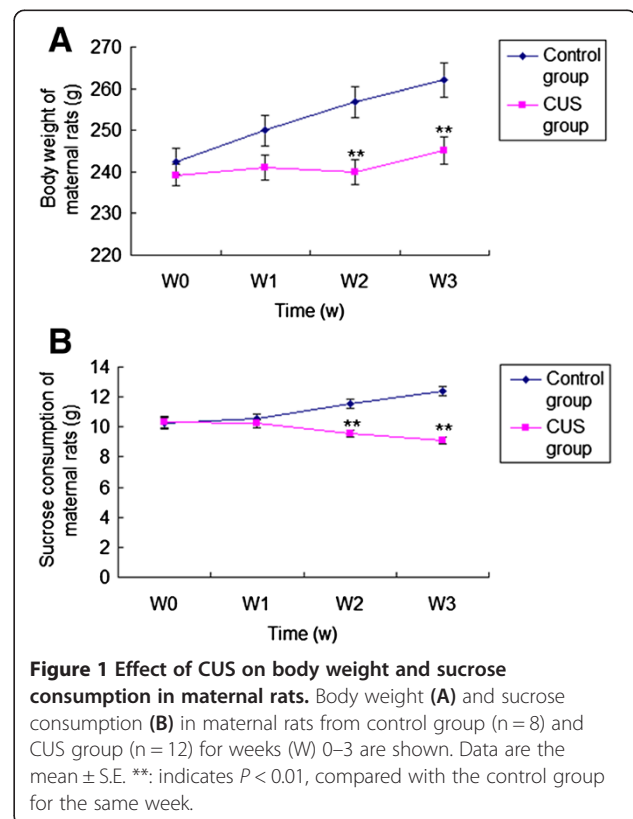 A
270
260
250
240
230
220
Body weight of
maternal rats (g)
**
**
W0 W1 W2 W3
Time (w)
Control
group
CUS
group
B
14
12
10
8
6
4
2
0
Sucrose consumption of
maternal rats (g)
**
**
W0 W1 W2 W3
Time (w)
Control
group
CUS
group
Figure 1 Effect of CUS on body weight and sucrose
consumption in maternal rats. Body weight (A) and sucrose
consumption (B) in maternal rats from control group (n = 8) and
CUS group (n = 12) for weeks (W) 0–3 are shown. Data are the
mean ± S.E. **: indicates P < 0.01, compared with the control group
for the same week.